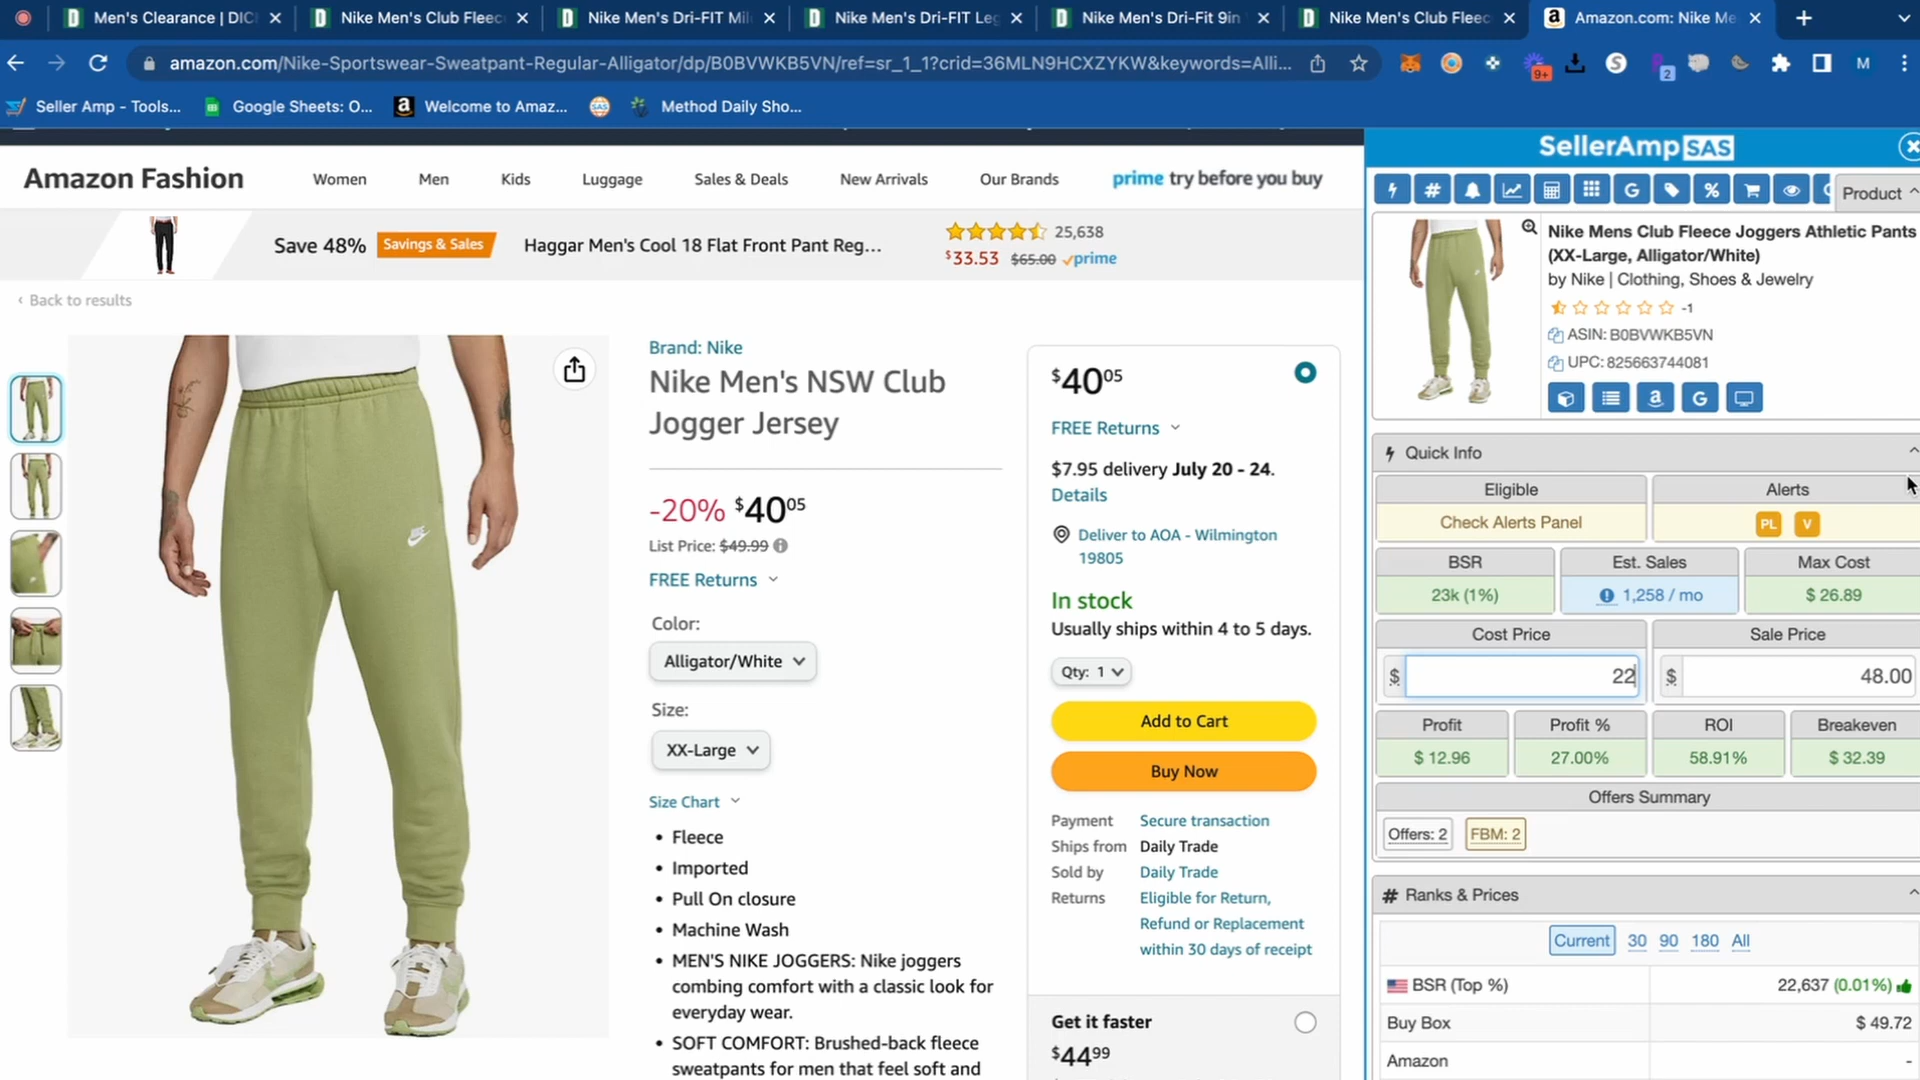 Men's Clearance | DIC
Nike Men's Club Fleec
Nike Men's Dri-FIT Mil
Nike Men's Dri-FIT Leg
Nike Men's Dri-Fit 9in
Nike Men's Club Fleec
Amazon.com: Nike Me
amazon.com/Nike-Sportswear-Sweatpant-Regular-Alligator/dp/B0BVWKB5VN/ref=sr_1_1?crid=36MLN9HCXZYKW&keywords=Alli...
9+
2
M
Seller Amp - Tools...
Google Sheets: O...
Welcome to Amaz...
SAS
Method Daily Sho...
Amazon Fashion
Women
Men
Kids
Luggage
Sales & Deals
New Arrivals
Our Brands
prime try before you buy
Save 48%
Savings & Sales
Haggar Men's Cool 18 Flat Front Pant Reg...
25,638
$33.53 $65.00 prime
‹ Back to results
Brand: Nike
Nike Men's NSW Club
Jogger Jersey
-20% $40 05
List Price: $49.99
FREE Returns
Color:
Alligator/White
Size:
XX-Large
Size Chart
• Fleece
• Imported
• Pull On closure
• Machine Wash
• MEN'S NIKE JOGGERS: Nike joggers
combing comfort with a classic look for
everyday wear.
• SOFT COMFORT: Brushed-back fleece
sweatpants for men that feel soft and
$40 05
FREE Returns
$7.95 delivery July 20 - 24.
Details
Deliver to AOA - Wilmington
19805
In stock
Usually ships within 4 to 5 days.
Qty: 1
Add to Cart
Buy Now
Payment Secure transaction
Ships from Daily Trade
Sold by Daily Trade
Returns Eligible for Return,
Refund or Replacement
within 30 days of receipt
Get it faster
$44 99
SellerAmp SAS
Product
Nike Mens Club Fleece Joggers Athletic Pants
(XX-Large, Alligator/White)
by Nike | Clothing, Shoes & Jewelry
-1
ASIN: B0BVWKB5VN
UPC: 825663744081
Quick Info
Eligible
Alerts
Check Alerts Panel
PL V
BSR
Est. Sales
Max Cost
23k (1%)
1,258 / mo
$ 26.89
Cost Price
Sale Price
$ 22
$ 48.00
Profit
Profit %
ROI
Breakeven
$ 12.96
27.00%
58.91%
$ 32.39
Offers Summary
Offers: 2
FBM: 2
# Ranks & Prices
Current 30 90 180 All
BSR (Top %) 22,637 (0.01%)
Buy Box $ 49.72
Amazon -